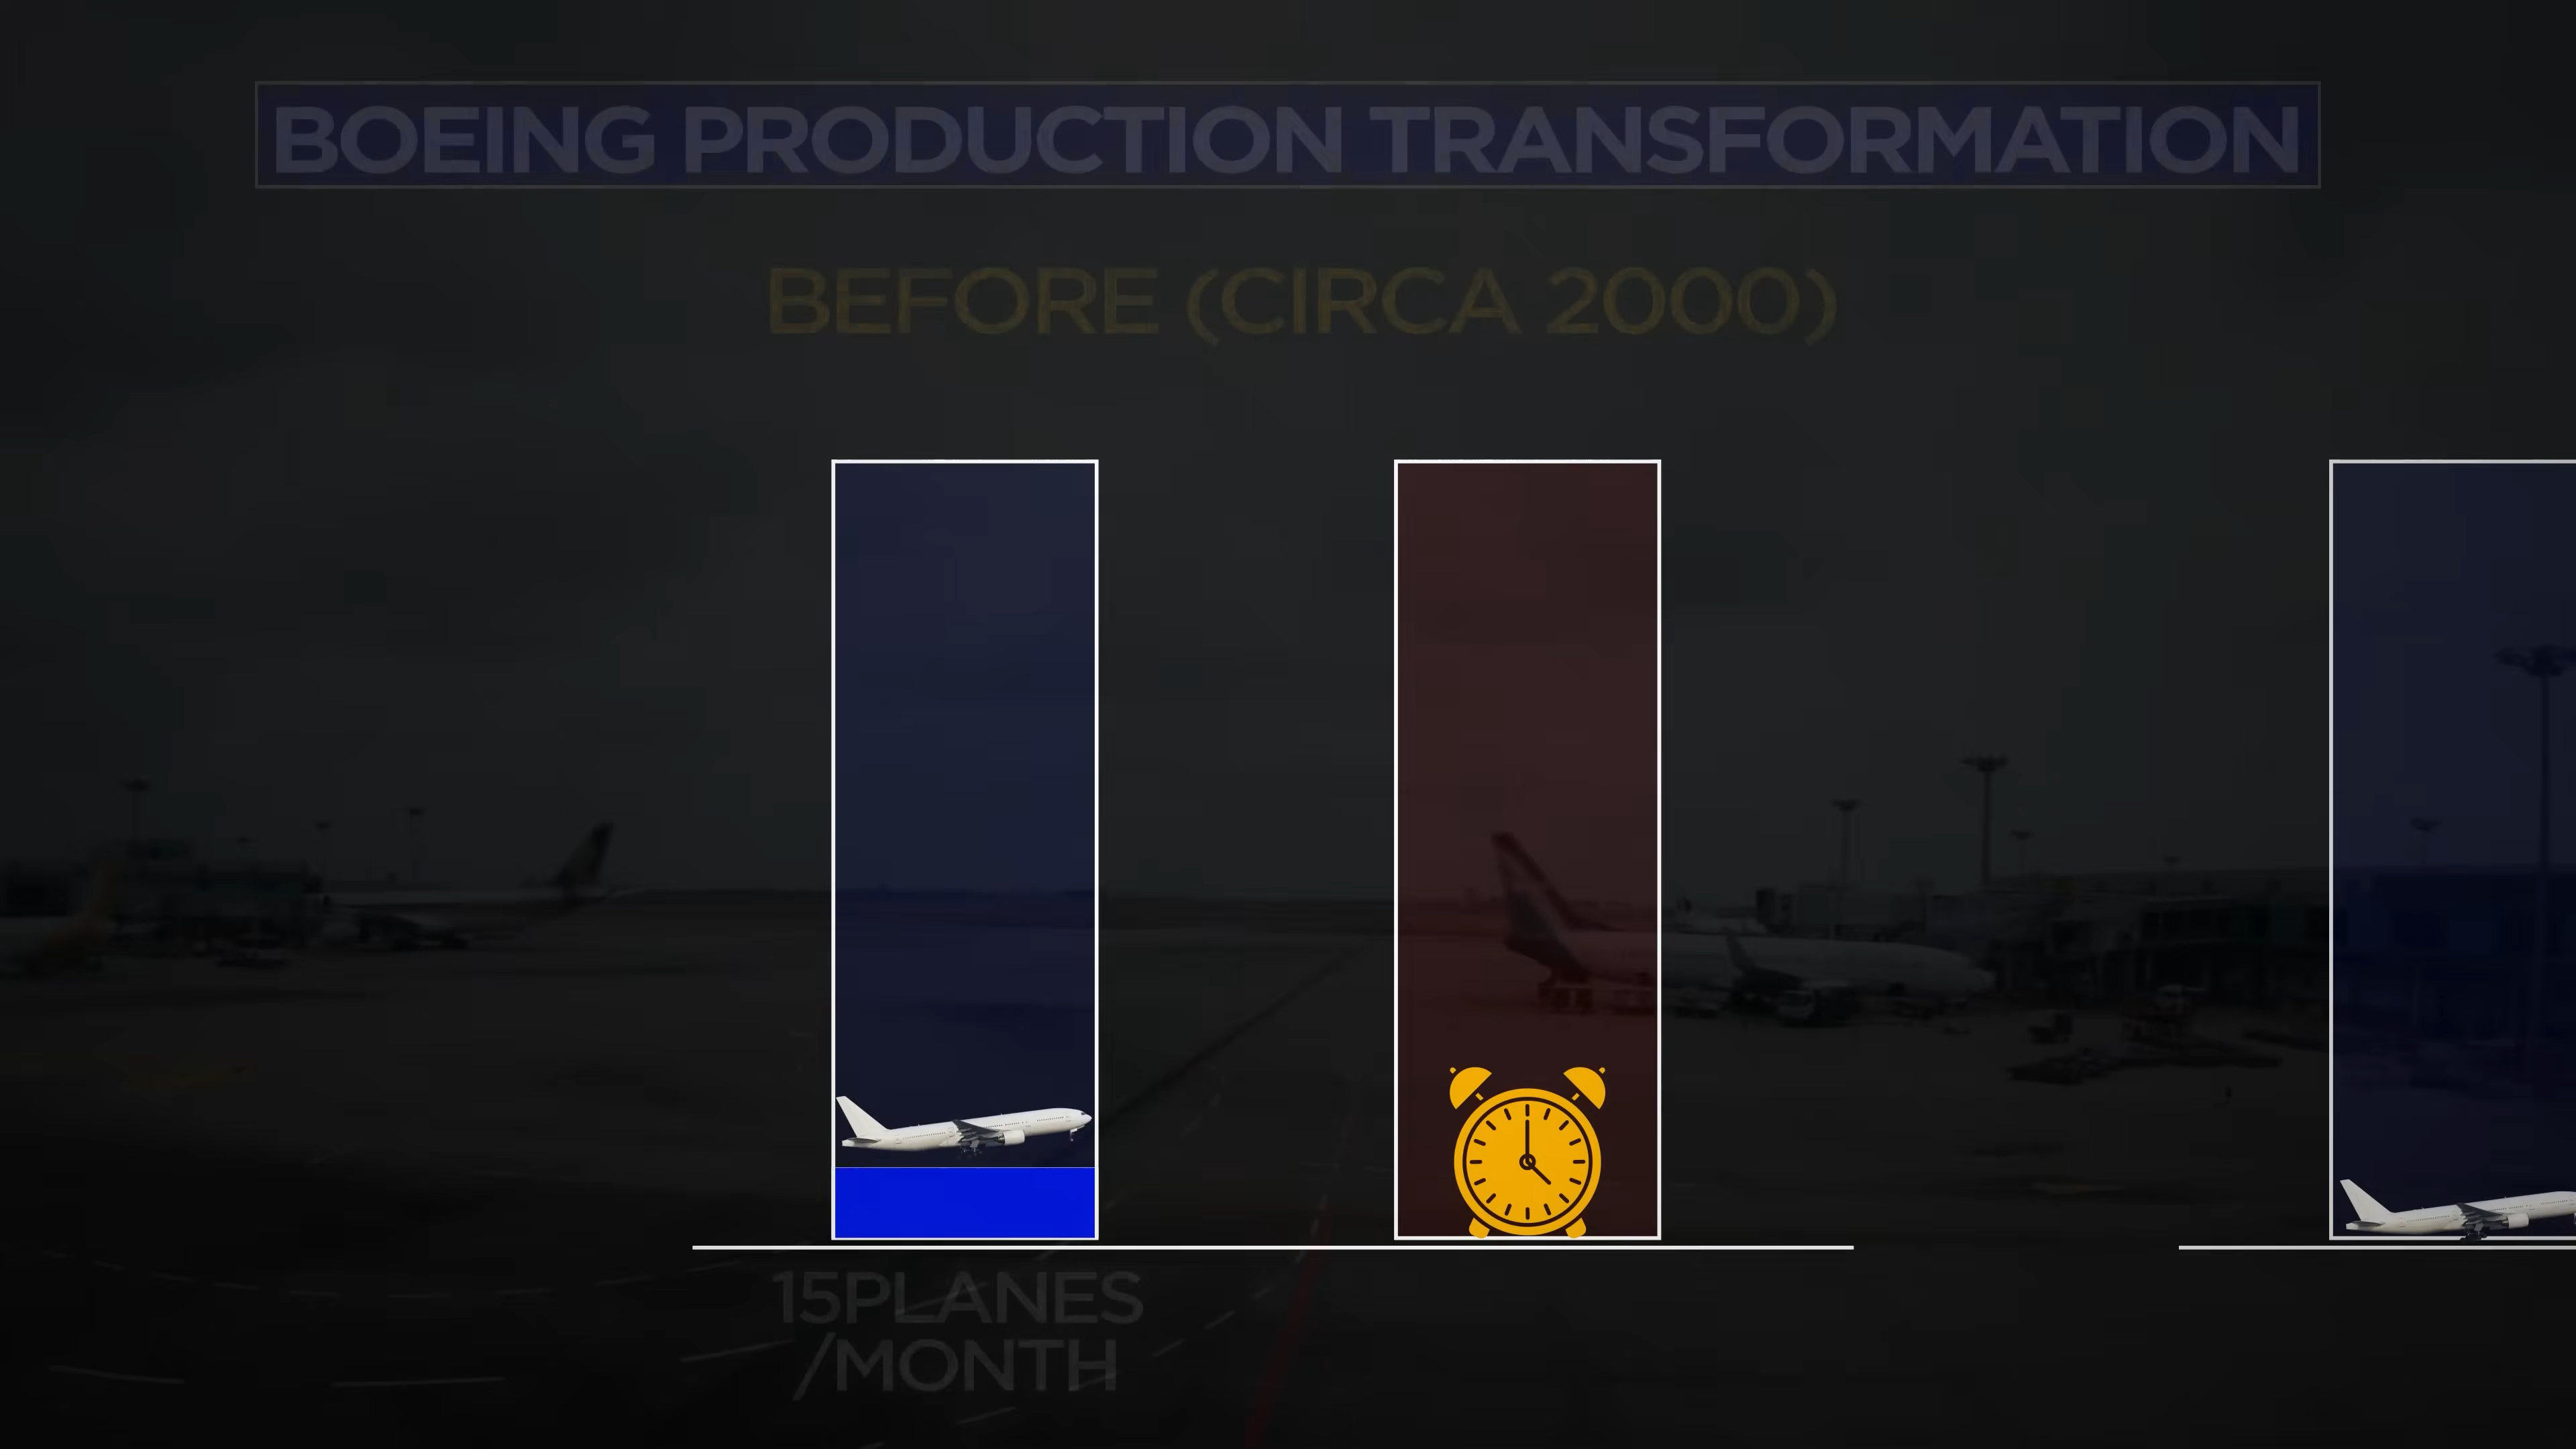 BOEING PRODUCTION TRANSFORMATION
BEFORE (CIRCA 2000)
15PLANES
/MONTH